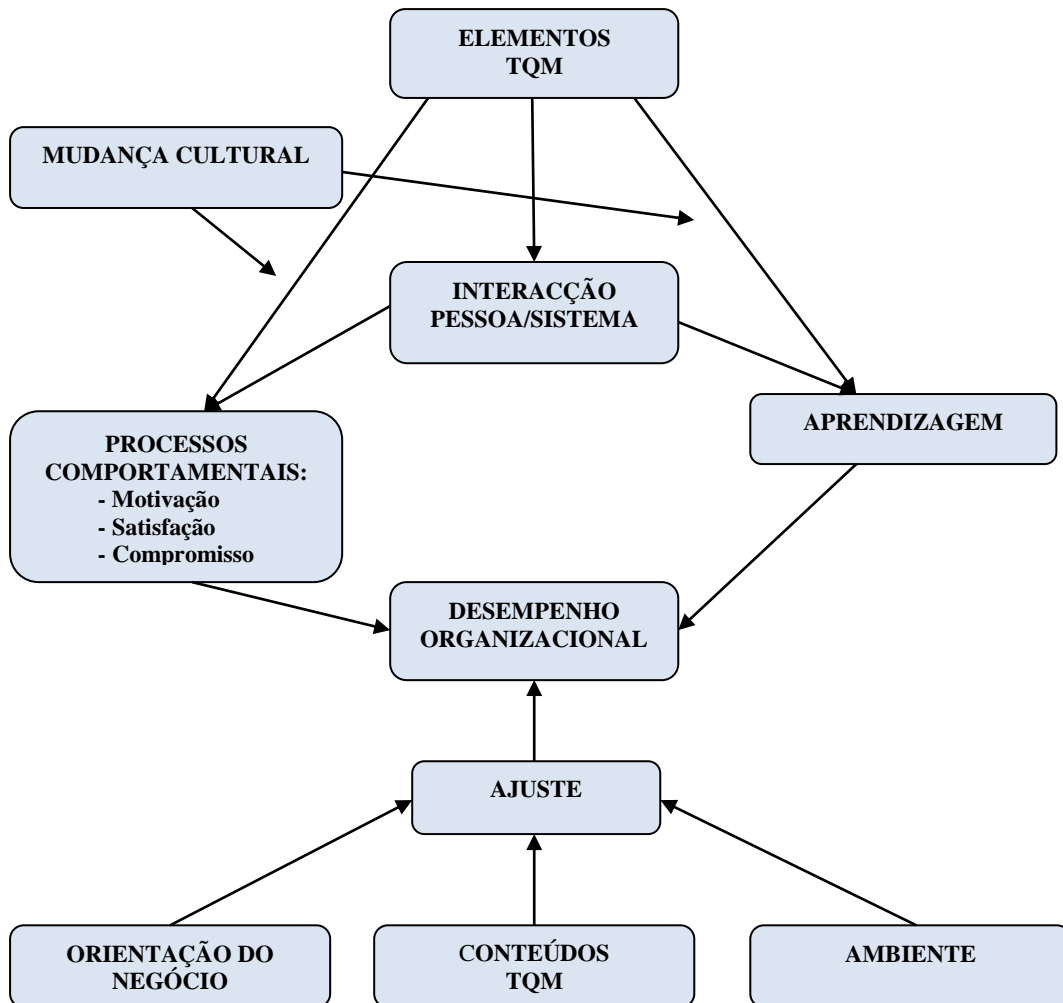 ELEMENTOS
TQM
MUDANÇA CULTURAL
INTERACÇÃO
PESSOA/SISTEMA
PROCESSOS
COMPORTAMENTAIS:
- Motivação
- Satisfação
- Compromisso
APRENDIZAGEM
DESEMPENHO
ORGANIZACIONAL
AJUSTE
ORIENTAÇÃO DO
NEGÓCIO
CONTEÚDOS
TQM
AMBIENTE